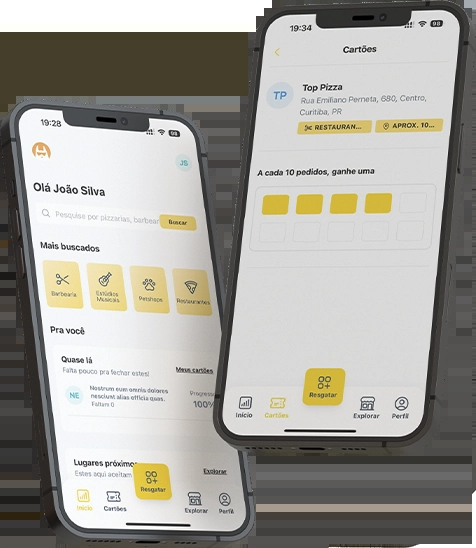 19:28
98
JS
Olá João Silva
Pesquise por pizzarias, barbear
Buscar
Mais buscados
Barbearia
Estúdios
Musicais
Petshops
Restaurantes
Pra você
Quase lá
Falta pouco pra fechar estes!
Meus cartões
NE
Nostrum eum omnis dolores
nesciunt alias officia quas.
Faltam 0
Progresso
100%
Lugares próximos
Estes aqui aceitam
Explorar
Início
Cartões
Resgatar
Explorar
Perfil
19:34
98
Cartões
TP
Top Pizza
Rua Emiliano Perneta, 680, Centro,
Curitiba, PR
RESTAURAN...
APROX. 10...
A cada 10 pedidos, ganhe uma
Início
Cartões
Resgatar
Explorar
Perfil